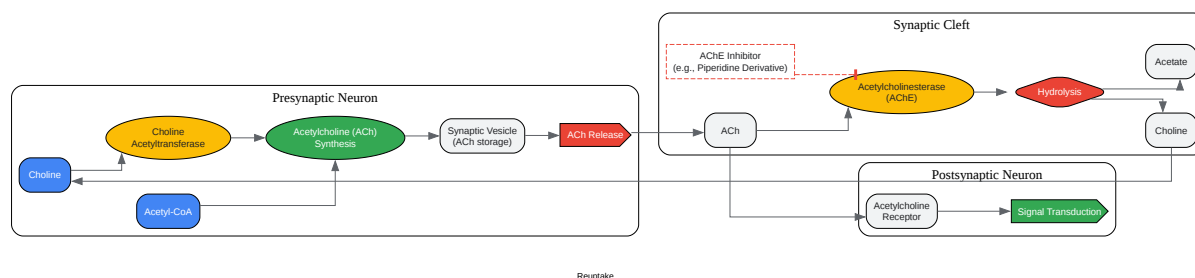 Synaptic Cleft
AChE Inhibitor
(e.g., Piperidine Derivative)
Acetate
Acetylcholinesterase
(AChE)
Hydrolysis
Presynaptic Neuron
Choline
Acetyltransferase
Acetylcholine (ACh)
Synthesis
Synaptic Vesicle
(ACh storage)
ACh Release
ACh
Choline
Choline
Acetyl-CoA
Postsynaptic Neuron
Acetylcholine
Receptor
Signal Transduction
Reuptake